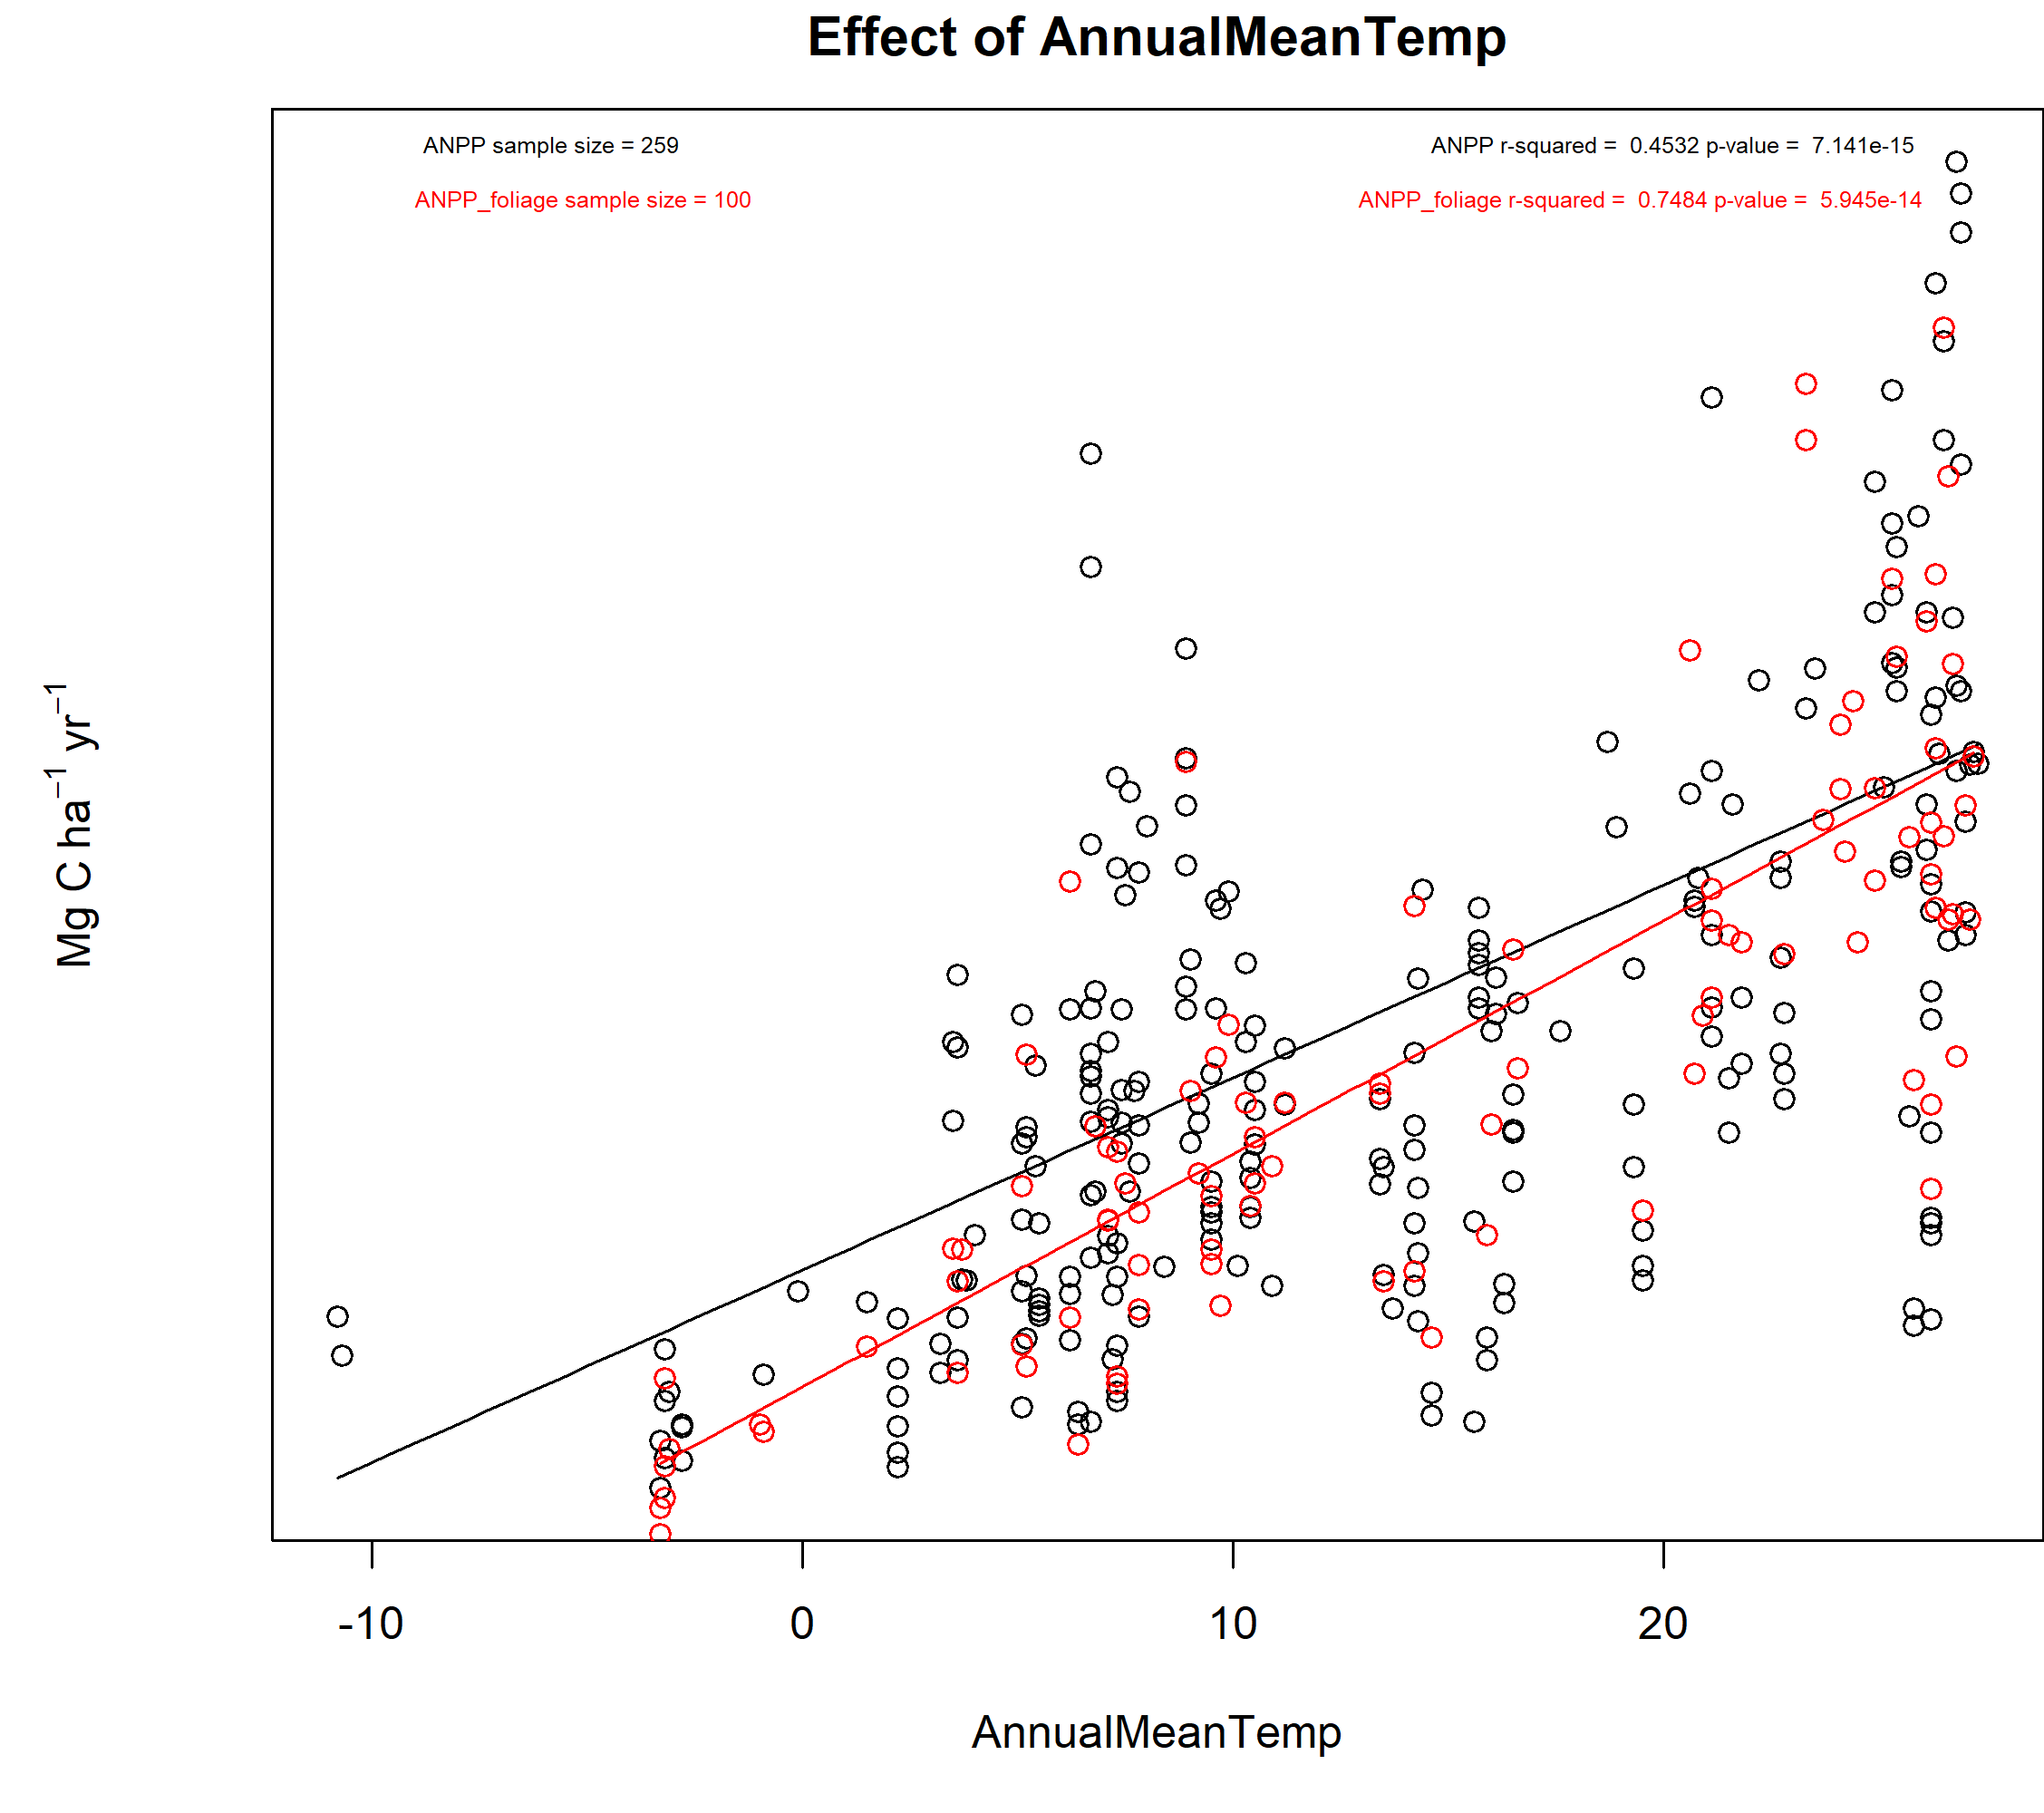 Effect of AnnualMeanTemp
ANPP sample size = 259
ANPP r-squared =  0.4532 p-value =  7.141e-15
ANPP_foliage sample size = 100
ANPP_foliage r-squared =  0.7484 p-value =  5.945e-14
Mg C ha⁻¹ yr⁻¹
-10 0 10 20
AnnualMeanTemp